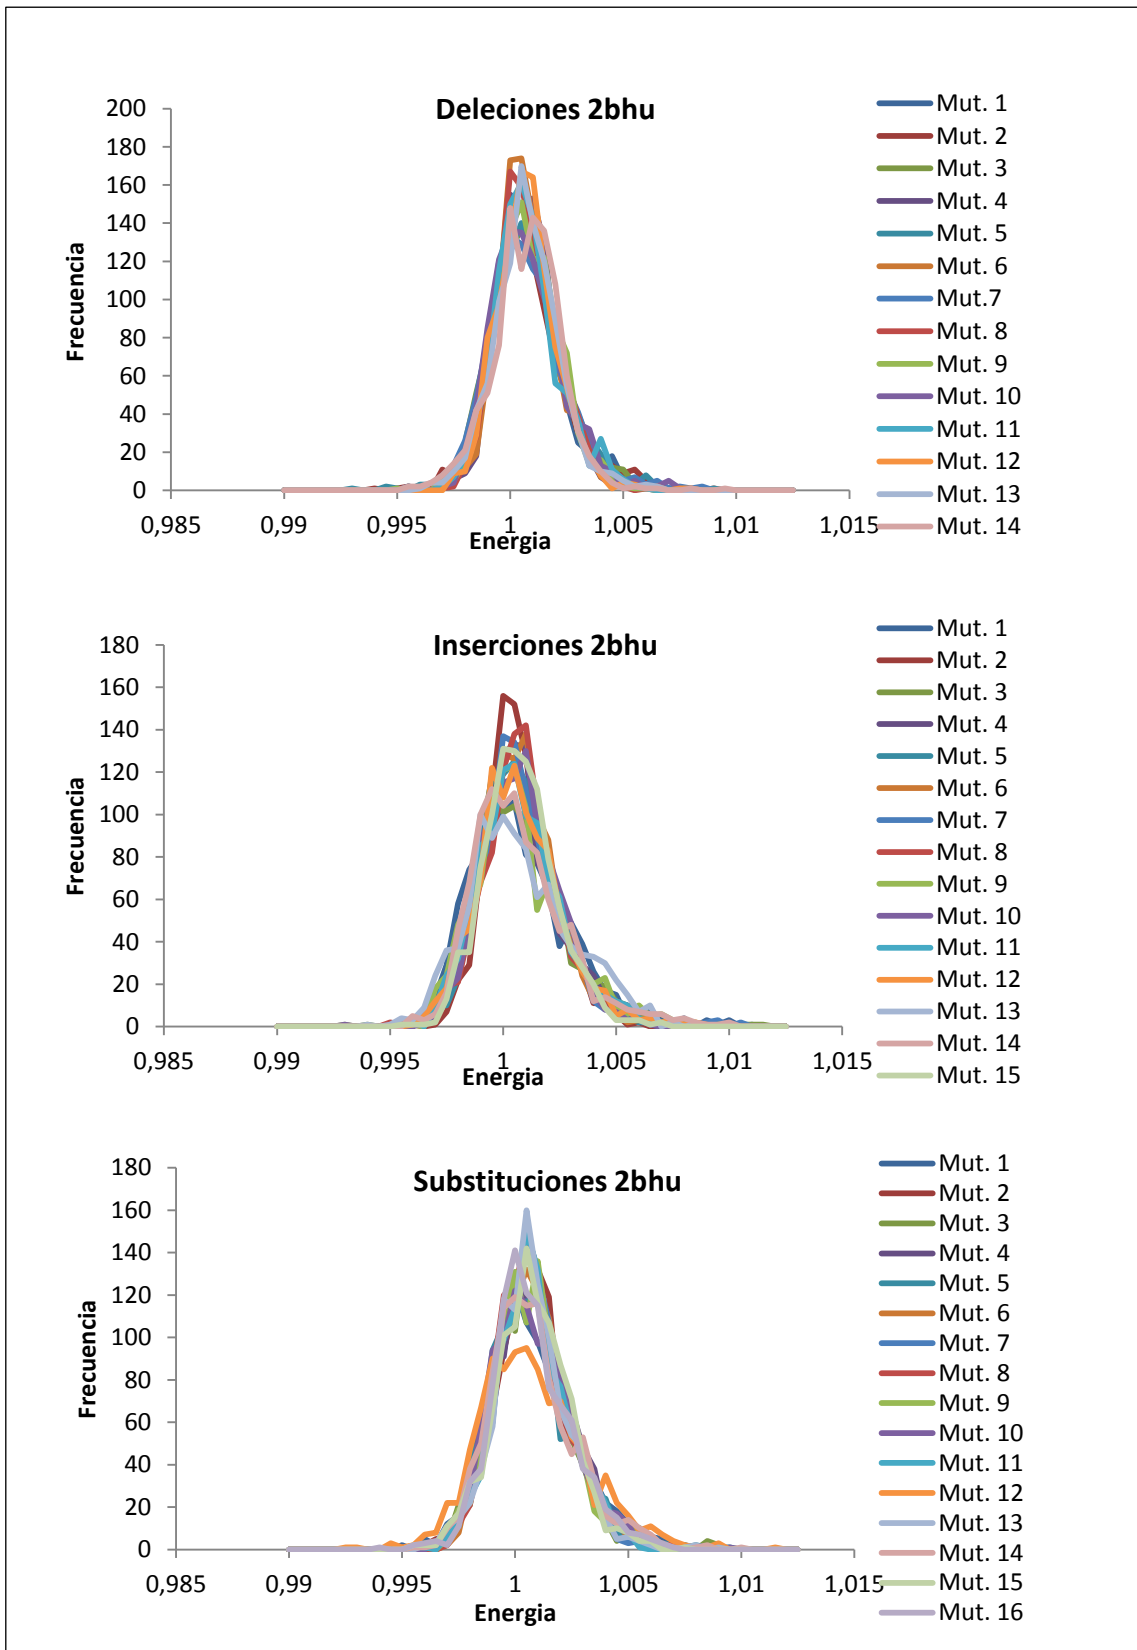 Deleciones 2bhu
Frecuencia
200
180
160
140
120
100
80
60
40
20
0
0,985
0,99
0,995
1
1,005
1,01
1,015
Energia
Mut. 1
Mut. 2
Mut. 3
Mut. 4
Mut. 5
Mut. 6
Mut.7
Mut. 8
Mut. 9
Mut. 10
Mut. 11
Mut. 12
Mut. 13
Mut. 14
Inserciones 2bhu
Frecuencia
180
160
140
120
100
80
60
40
20
0
0,985
0,99
0,995
1
1,005
1,01
1,015
Energia
Mut. 1
Mut. 2
Mut. 3
Mut. 4
Mut. 5
Mut. 6
Mut. 7
Mut. 8
Mut. 9
Mut. 10
Mut. 11
Mut. 12
Mut. 13
Mut. 14
Mut. 15
Substituciones 2bhu
Frecuencia
180
160
140
120
100
80
60
40
20
0
0,985
0,99
0,995
1
1,005
1,01
1,015
Energia
Mut. 1
Mut. 2
Mut. 3
Mut. 4
Mut. 5
Mut. 6
Mut. 7
Mut. 8
Mut. 9
Mut. 10
Mut. 11
Mut. 12
Mut. 13
Mut. 14
Mut. 15
Mut. 16